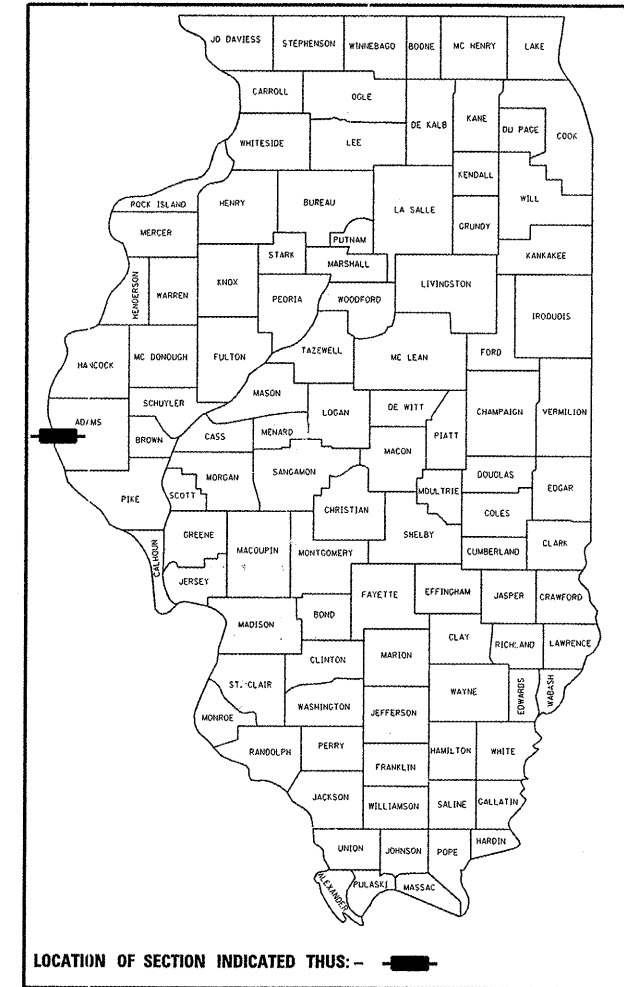 JO DAVIESS STEPHENSON WINNEBAGO BOONE MC HENRY LAKE
CARROLL OGLE DE KALB KANE DU PAGE COOK
WHITESIDE LEE
KENDALL
ROCK ISLAND HENRY BUREAU LA SALLE GRUNDY WILL
MERCER PUTNAM
STARK MARSHALL KANKAKEE
HENDERSON WARREN KNOX PEORIA WOODFORD LIVINGSTON
IROQUOIS
HANCOCK MC DONOUGH FULTON TAZEWELL MC LEAN FORD
MASON
SCHUYLER LOGAN DE WITT CHAMPAIGN VERMILION
ADAMS BROWN CASS MENARD MACON PIATT
PIKE SCOTT MORGAN SANGAMON MOULTRIE DOUGLAS EDGAR
CHRISTIAN COLES
GREENE MACOUPIN MONTGOMERY SHELBY CUMBERLAND CLARK
CALHOUN JERSEY
FAYETTE EFFINGHAM JASPER CRAWFORD
MADISON BOND
CLAY RICHLAND LAWRENCE
CLINTON MARION
ST. CLAIR WAYNE EDWARDS WABASH
WASHINGTON JEFFERSON
MONROE
RANDOLPH PERRY HAMILTON WHITE
FRANKLIN
JACKSON WILLIAMSON SALINE GALLATIN
UNION JOHNSON POPE HARDIN
ALEXANDER PULASKI MASSAC
LOCATION OF SECTION INDICATED THUS: -